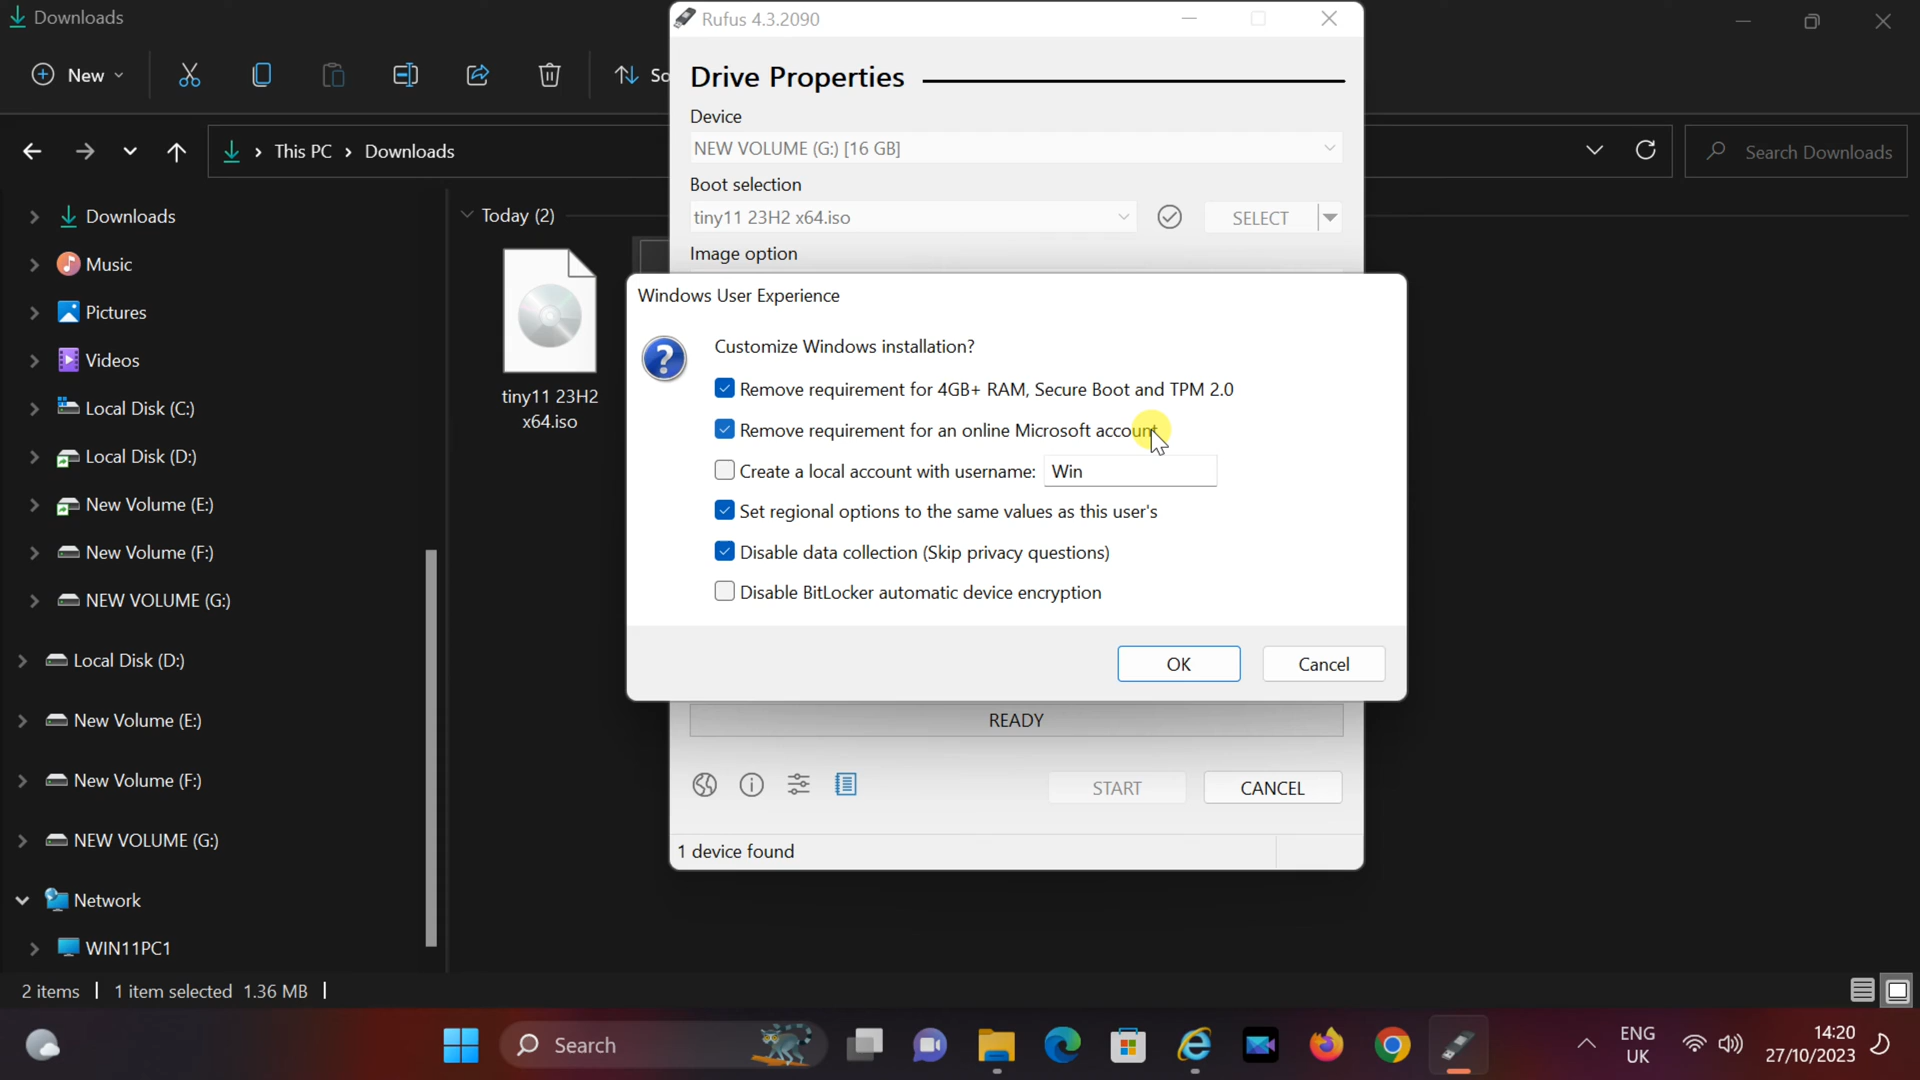 Downloads
New
So
This PC > Downloads
Search Downloads
Downloads
Music
Pictures
Videos
Local Disk (C:)
Local Disk (D:)
New Volume (E:)
New Volume (F:)
NEW VOLUME (G:)
Local Disk (D:)
New Volume (E:)
New Volume (F:)
NEW VOLUME (G:)
Network
WIN11PC1
Today (2)
tiny11 23H2
x64.iso
2 items | 1 item selected 1.36 MB |
Rufus 4.3.2090
Drive Properties
Device
NEW VOLUME (G:) [16 GB]
Boot selection
tiny11 23H2 x64.iso
SELECT
Image option
Windows User Experience
Customize Windows installation?
Remove requirement for 4GB+ RAM, Secure Boot and TPM 2.0
Remove requirement for an online Microsoft account
Create a local account with username: Win
Set regional options to the same values as this user's
Disable data collection (Skip privacy questions)
Disable BitLocker automatic device encryption
OK
Cancel
READY
START
CANCEL
1 device found
Search
ENG
UK
14:20
27/10/2023